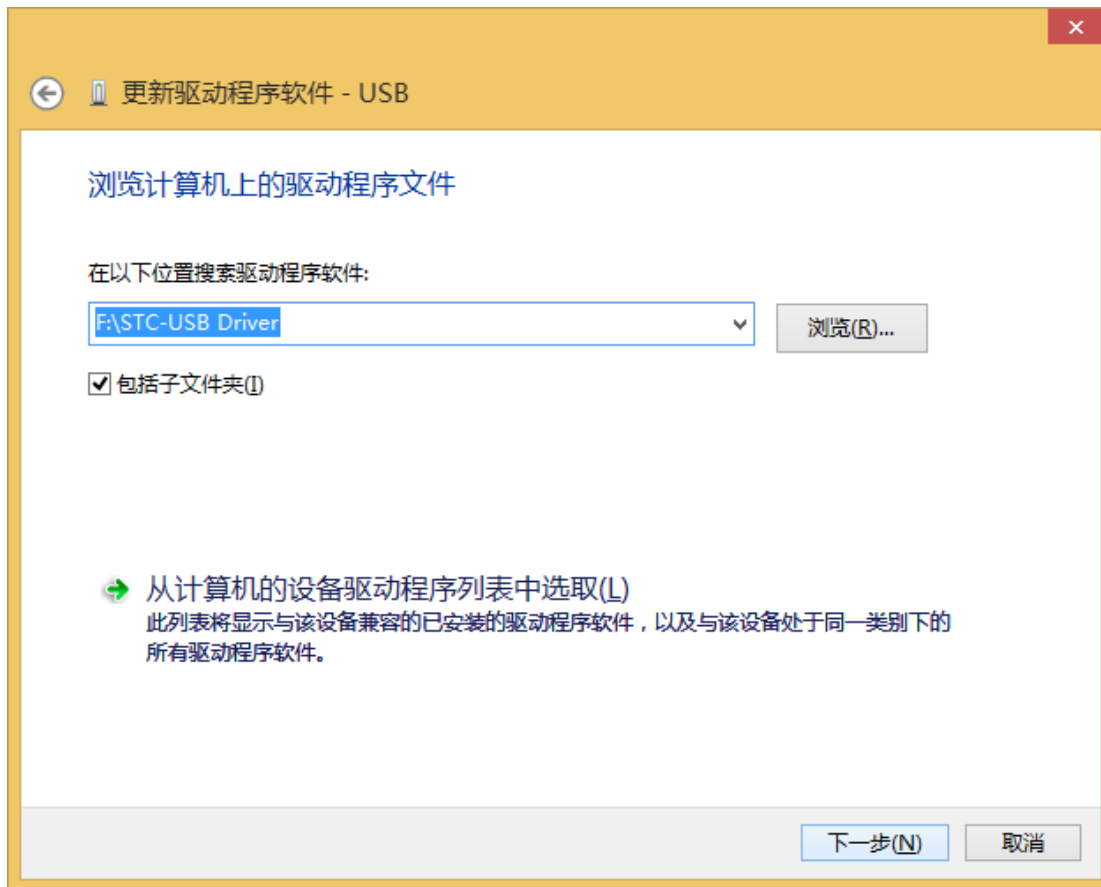 更新驱动程序软件 - USB
浏览计算机上的驱动程序文件
在以下位置搜索驱动程序软件:
F:\STC-USB Driver
浏览(R)...
包括子文件夹(I)
从计算机的设备驱动程序列表中选取(L)
此列表将显示与该设备兼容的已安装的驱动程序软件，以及与该设备处于同一类别下的
所有驱动程序软件。
下一步(N)
取消